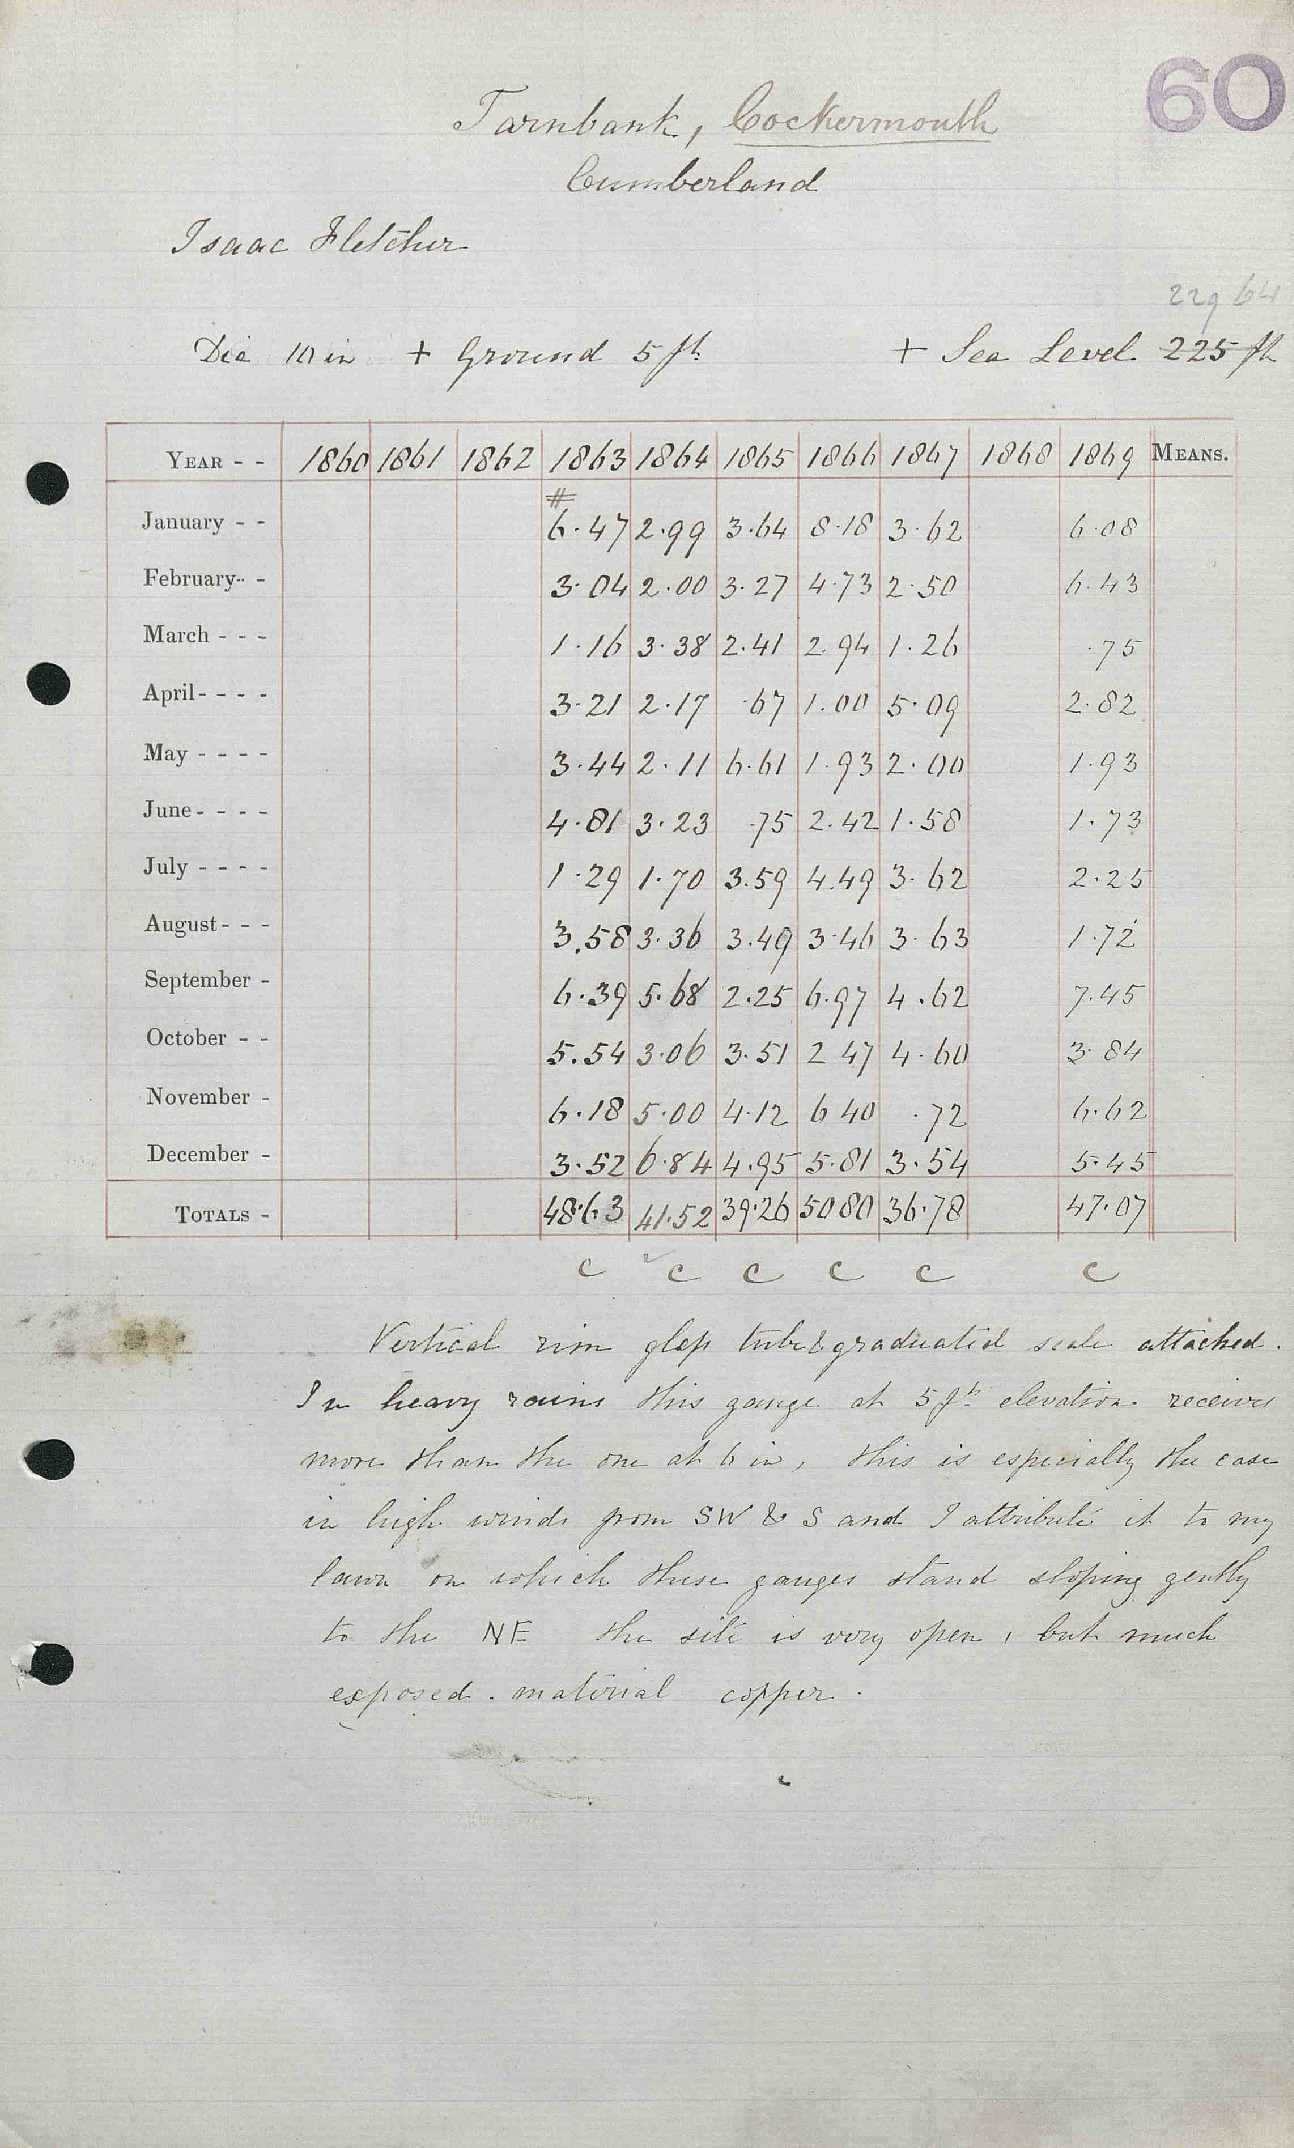 60
Tarnbank, Cockermouth
Cumberland
Isaac Fletcher
229 64
Dia 10 in + Ground 5 ft + Sea Level 225 ft
YEAR - - 1860 1861 1862 1863 1864 1865 1866 1867 1868 1869 MEANS.
#
January - - 6.47 2.99 3.64 8.18 3.62 6.08
February - - 3.04 2.00 3.27 4.73 2.50 6.43
March - - - 1.16 3.38 2.41 2.94 1.26 .75
April - - - - 3.21 2.17 .67 1.00 5.09 2.82
May - - - - 3.44 2.11 6.61 1.93 2.00 1.93
June - - - - 4.81 3.23 .75 2.42 1.58 1.73
July - - - - 1.29 1.70 3.59 4.49 3.62 2.25
August - - - 3.58 3.36 3.49 3.46 3.63 1.72
September - 6.39 5.68 2.25 6.97 4.62 7.45
October - - 5.54 3.06 3.51 2 47 4.60 3.84
November - 6.18 5.00 4.12 6 40 .72 6.62
December - 3.52 6.84 4.95 5.81 3.54 5.45
TOTALS - 48.63 41.52 39.26 50 80 36.78 47.07
C C C C C C
Vertical rim glass tube & graduated scale attached.
In heavy rains this gauge at 5 ft elevation receives
more than the one at 6 in, this is especially the case
in high winds from SW & S and I attribute it to my
lawn on which these gauges stand sloping gently
to the NE the site is very open, but much
exposed. material copper.